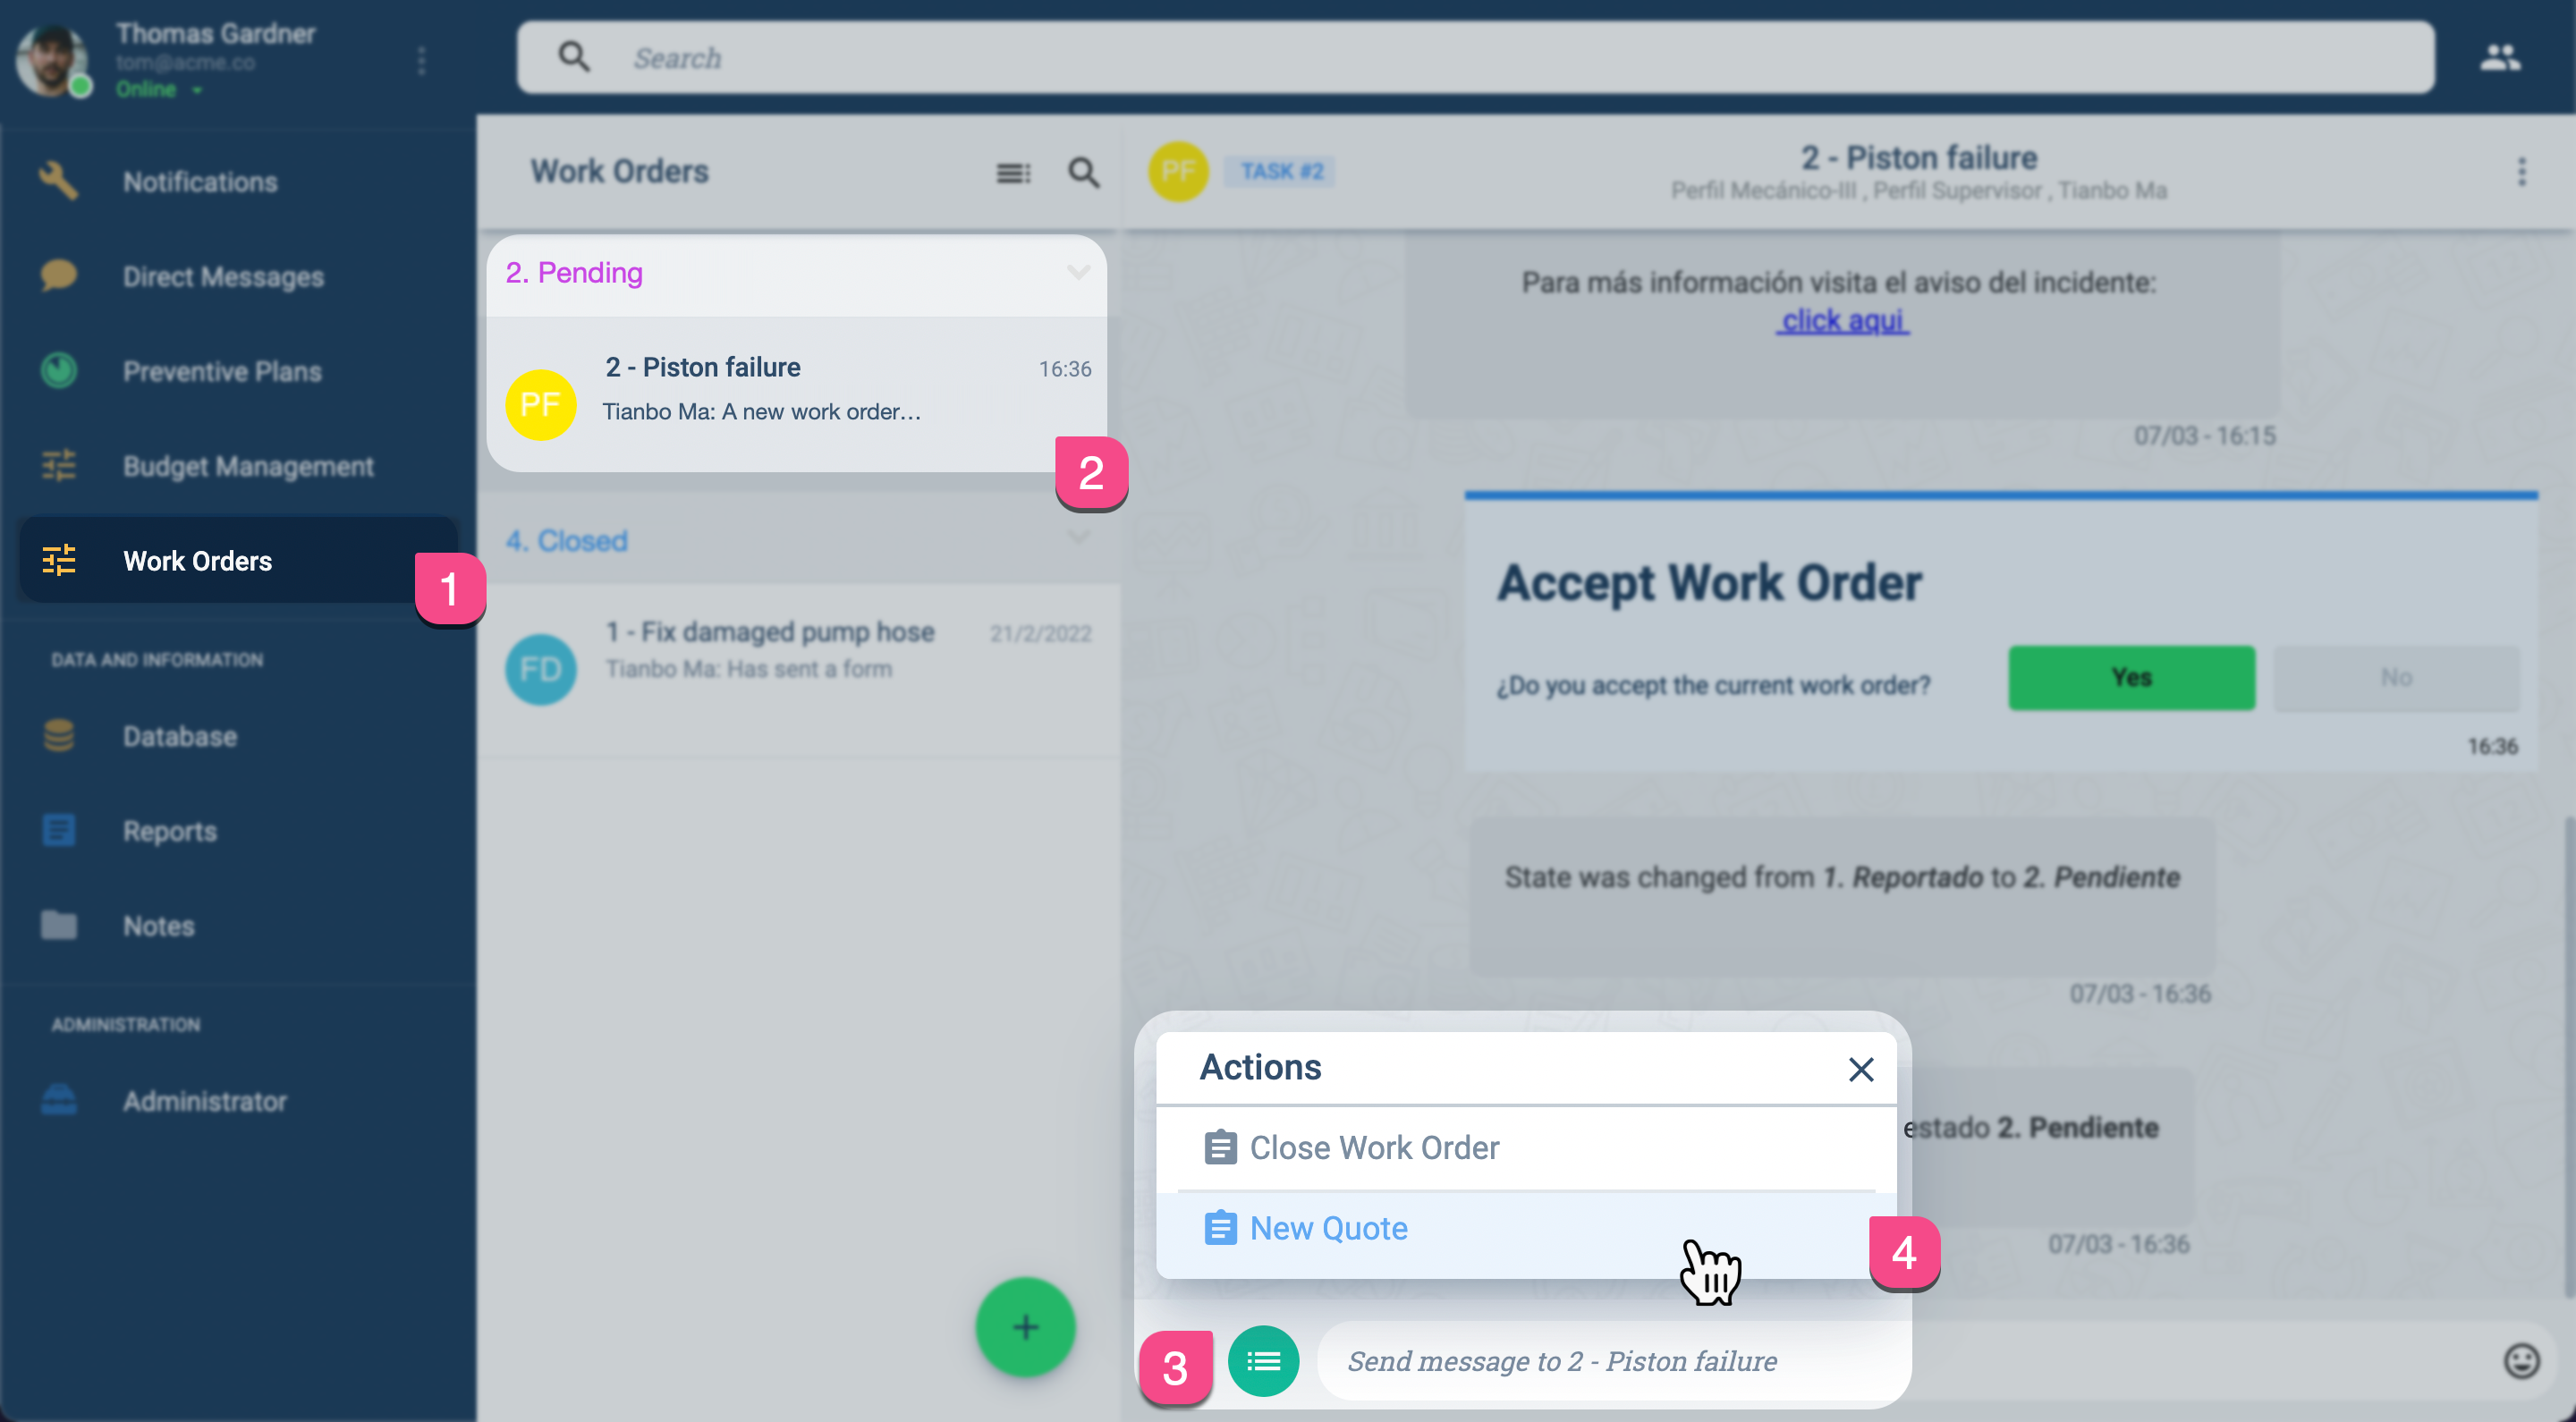 Thomas Gardner
tom@acme.co
Online
Search
Notifications
Direct Messages
Preventive Plans
Budget Management
Work Orders
1
DATA AND INFORMATION
Database
Reports
Notes
ADMINISTRATION
Administrator
Work Orders
2. Pending
2 - Piston failure
16:36
PF
Tianbo Ma: A new work order...
2
4. Closed
1 - Fix damaged pump hose
21/2/2022
FD
Tianbo Ma: Has sent a form
+
PF
TASK #2
2 - Piston failure
Perfil Mecánico-III , Perfil Supervisor , Tianbo Ma
Para más información visita el aviso del incidente:
click aqui
07/03 - 16:15
Accept Work Order
¿Do you accept the current work order?
Yes
No
16:36
State was changed from 1. Reportado to 2. Pendiente
07/03 - 16:36
estado 2. Pendiente
07/03 - 16:36
Actions
Close Work Order
New Quote
4
3
Send message to 2 - Piston failure